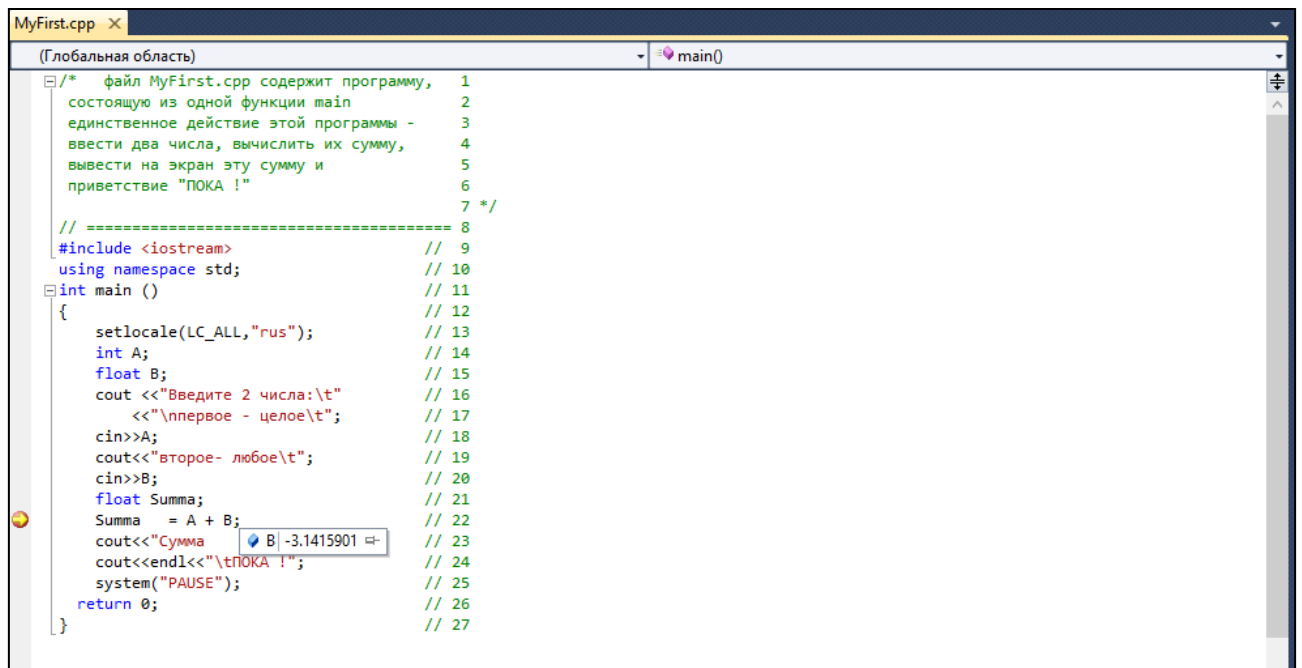 MyFirst.cpp
(Глобальная область) main()
/* файл MyFirst.cpp содержит программу, 1
состоящую из одной функции main 2
единственное действие этой программы - 3
ввести два числа, вычислить их сумму, 4
вывести на экран эту сумму и 5
приветствие "ПОКА !" 6
7 */
// ======================================== 8
#include <iostream> // 9
using namespace std; // 10
int main () // 11
{ // 12
setlocale(LC_ALL,"rus"); // 13
int A; // 14
float B; // 15
cout <<"Введите 2 числа:\t" // 16
<<"\nпервое - целое\t"; // 17
cin>>A; // 18
cout<<"второе- любое\t"; // 19
cin>>B; // 20
float Summa; // 21
Summa = A + B; // 22
cout<<"Сумма B -3.1415901 // 23
cout<<endl<<"\tПОКА !"; // 24
system("PAUSE"); // 25
return 0; // 26
} // 27